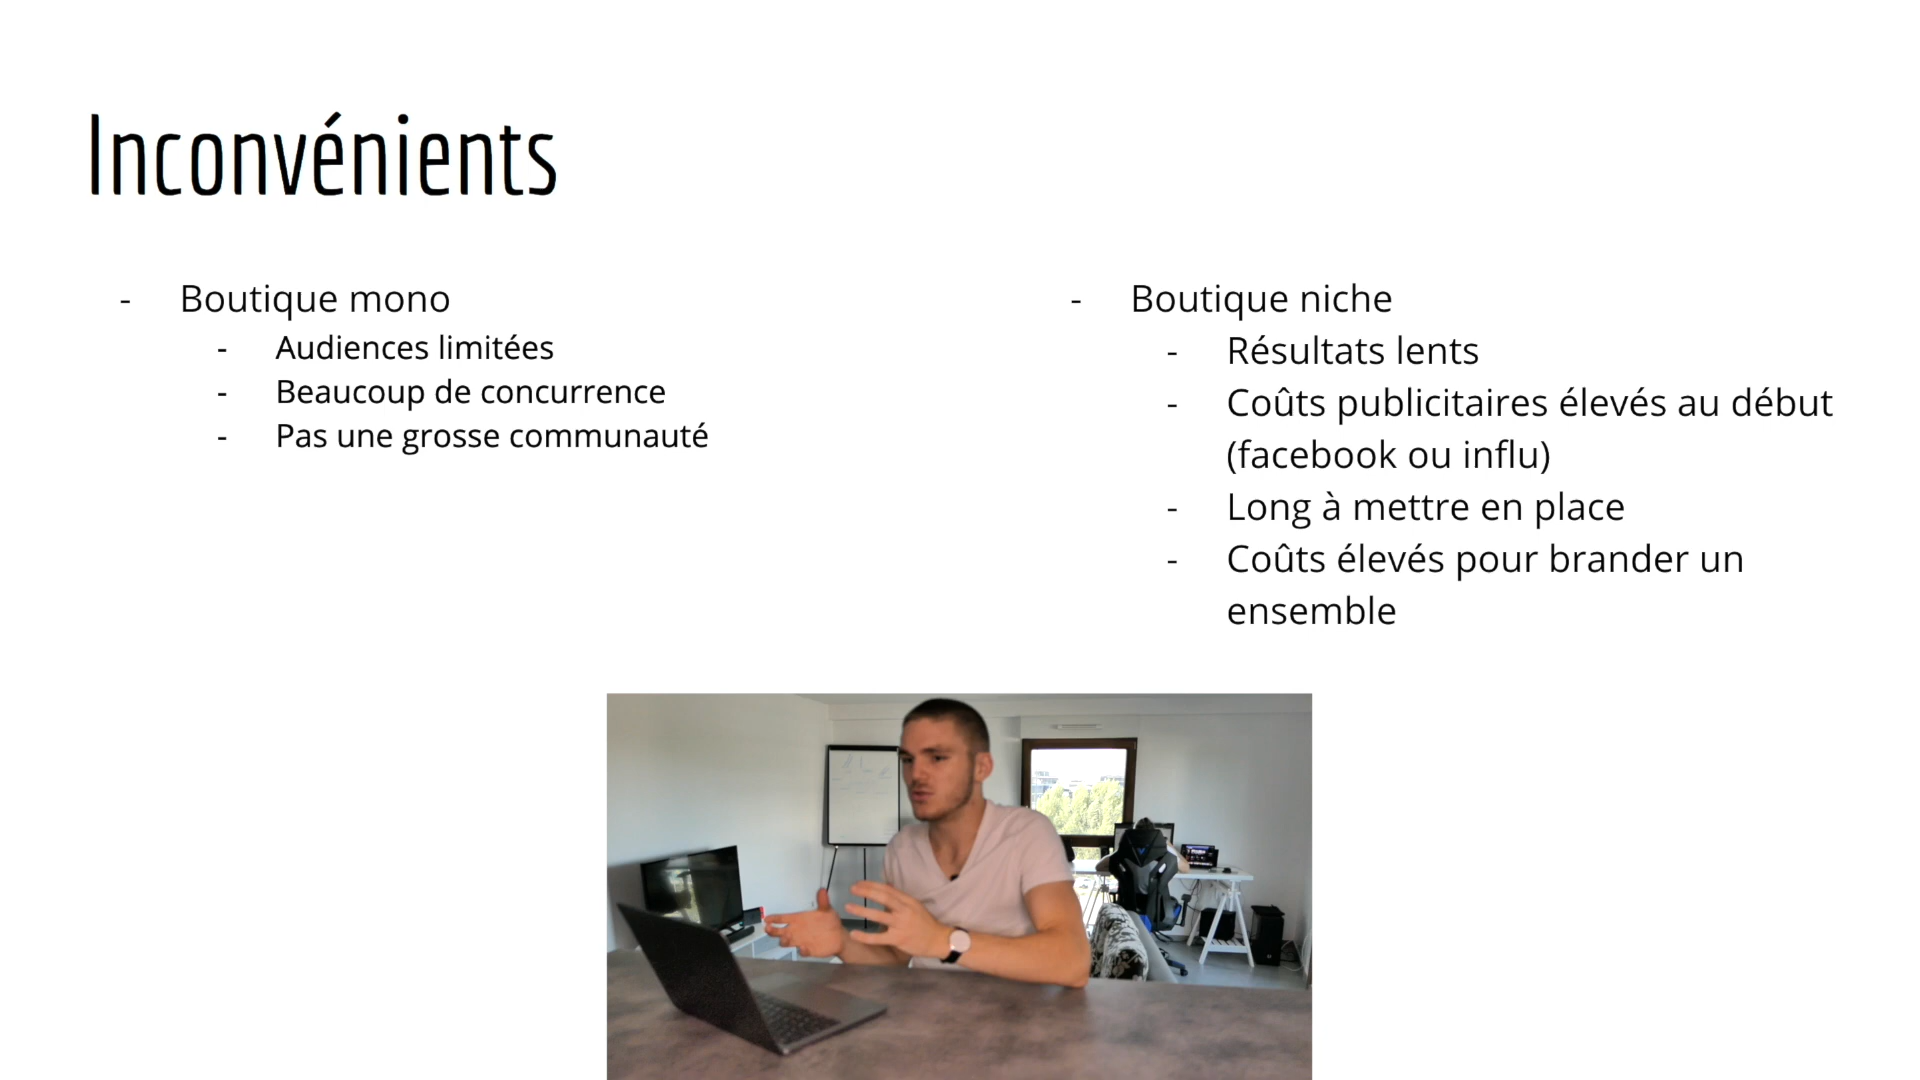 Inconvénients
- Boutique mono
- Audiences limitées
- Beaucoup de concurrence
- Pas une grosse communauté
- Boutique niche
- Résultats lents
- Coûts publicitaires élevés au début
(facebook ou influ)
- Long à mettre en place
- Coûts élevés pour brander un
ensemble